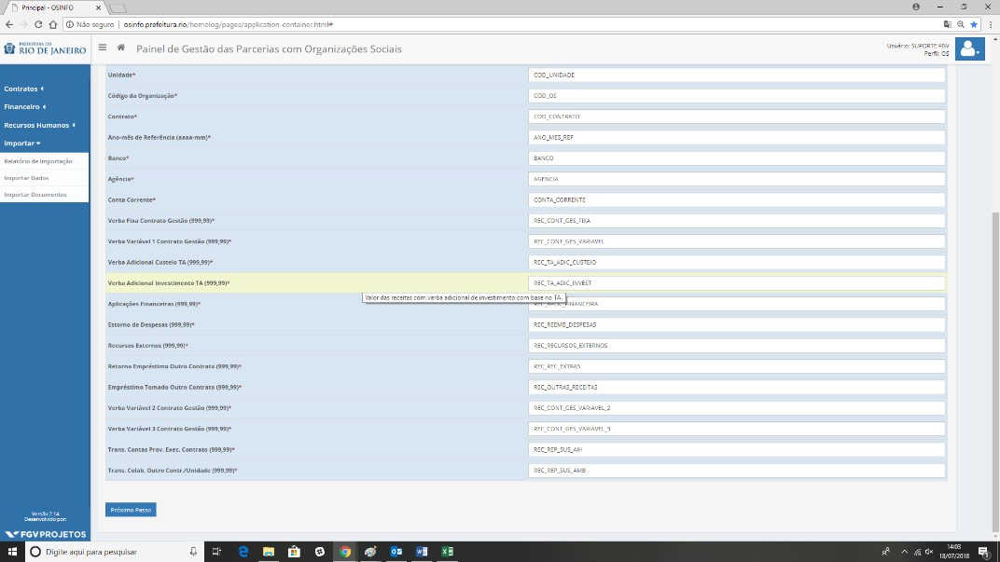 Principal - OSINFO
Não seguro | osinfo.prefeitura.rio/homolog/pages/application-container.html#
PREFEITURA DO
RIO DE JANEIRO
Painel de Gestão das Parcerias com Organizações Sociais
Usuário: SUPORTE FGV
Perfil: OS
Contratos
Financeiro
Recursos Humanos
Importar
Relatório de Importação
Importar Dados
Importar Documentos
Unidade* COD_UNIDADE
Código da Organização* COD_OS
Contrato* COD_CONTRATO
Ano-mês de Referência (aaaa-mm)* ANO_MES_REF
Banco* BANCO
Agência* AGENCIA
Conta Corrente* CONTA_CORRENTE
Verba Fixa Contrato Gestão (999,99)* REC_CONT_GES_FIXA
Verba Variável 1 Contrato Gestão (999,99)* REC_CONT_GES_VARIAVEL
Verba Adicional Custeio TA (999,99)* REC_TA_ADIC_CUSTEIO
Verba Adicional Investimento TA (999,99)* REC_TA_ADIC_INVEST
Valor das receitas com verba adicional de investimento com base no TA.
Aplicações Financeiras (999,99)*
Estorno de Despesas (999,99)* REC_REEMB_DESPESAS
Recursos Externos (999,99)* REC_RECURSOS_EXTERNOS
Retorno Empréstimo Outro Contrato (999,99)* REC_REC_EXTRAS
Empréstimo Tomado Outro Contrato (999,99)* REC_OUTRAS_RECEITAS
Verba Variável 2 Contrato Gestão (999,99)* REC_CONT_GES_VARIAVEL_2
Verba Variável 3 Contrato Gestão (999,99)* REC_CONT_GES_VARIAVEL_3
Trans. Contas Prov. Exec. Contrato (999,99)* REC_REP_SUS_AIH
Trans. Colab. Outro Contr./Unidade (999,99)* REC_REP_SUS_AMB
Próximo Passo
Versão 2.14
Desenvolvido por:
FGV PROJETOS
Digite aqui para pesquisar
14:03
18/07/2018